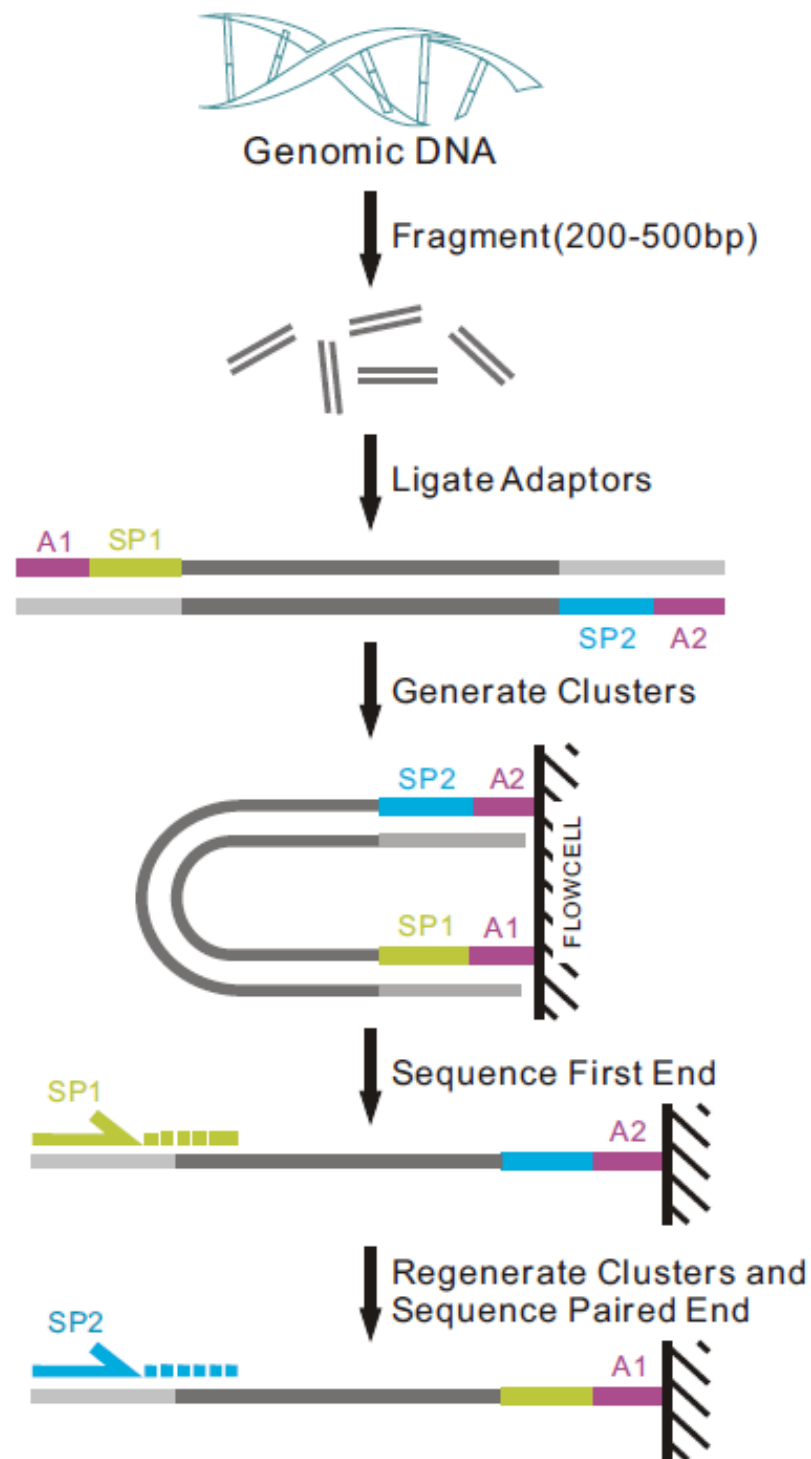 Genomic DNA
Fragment(200-500bp)
Ligate Adaptors
A1 SP1
SP2 A2
Generate Clusters
SP2 A2
FLOWCELL
SP1 A1
Sequence First End
SP1
A2
Regenerate Clusters and
Sequence Paired End
SP2
A1